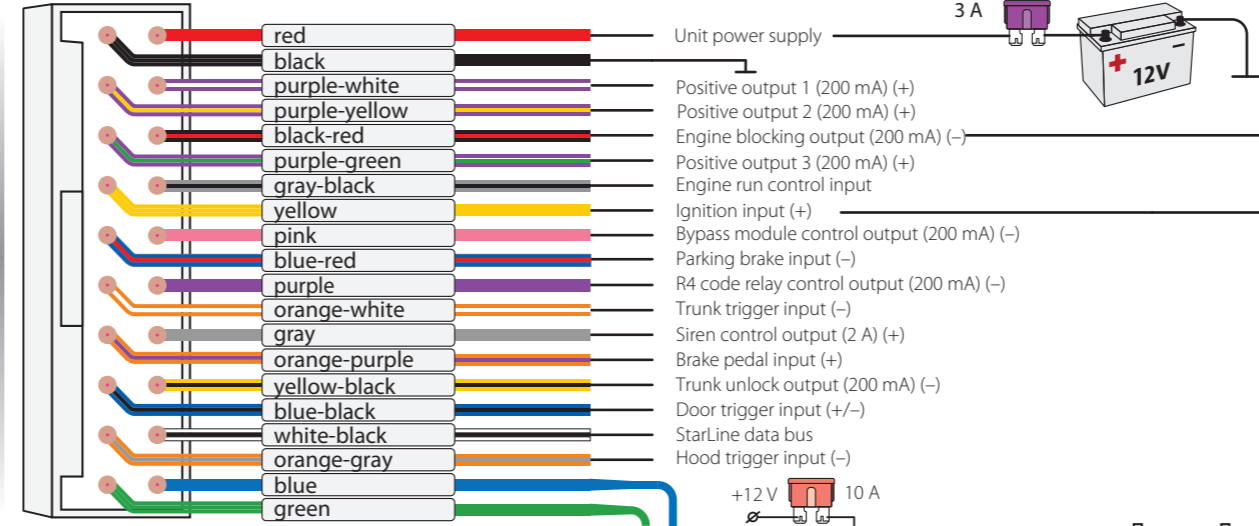 3 A
red Unit power supply
+ 12V –
black
purple-white Positive output 1 (200 mA) (+)
purple-yellow Positive output 2 (200 mA) (+)
black-red Engine blocking output (200 mA) (–)
purple-green Positive output 3 (200 mA) (+)
gray-black Engine run control input
yellow Ignition input (+)
pink Bypass module control output (200 mA) (–)
blue-red Parking brake input (–)
purple R4 code relay control output (200 mA) (–)
orange-white Trunk trigger input (–)
gray Siren control output (2 A) (+)
orange-purple Brake pedal input (+)
yellow-black Trunk unlock output (200 mA) (–)
blue-black Door trigger input (+/–)
white-black StarLine data bus
orange-gray Hood trigger input (–)
blue
+12 V 10 A
green